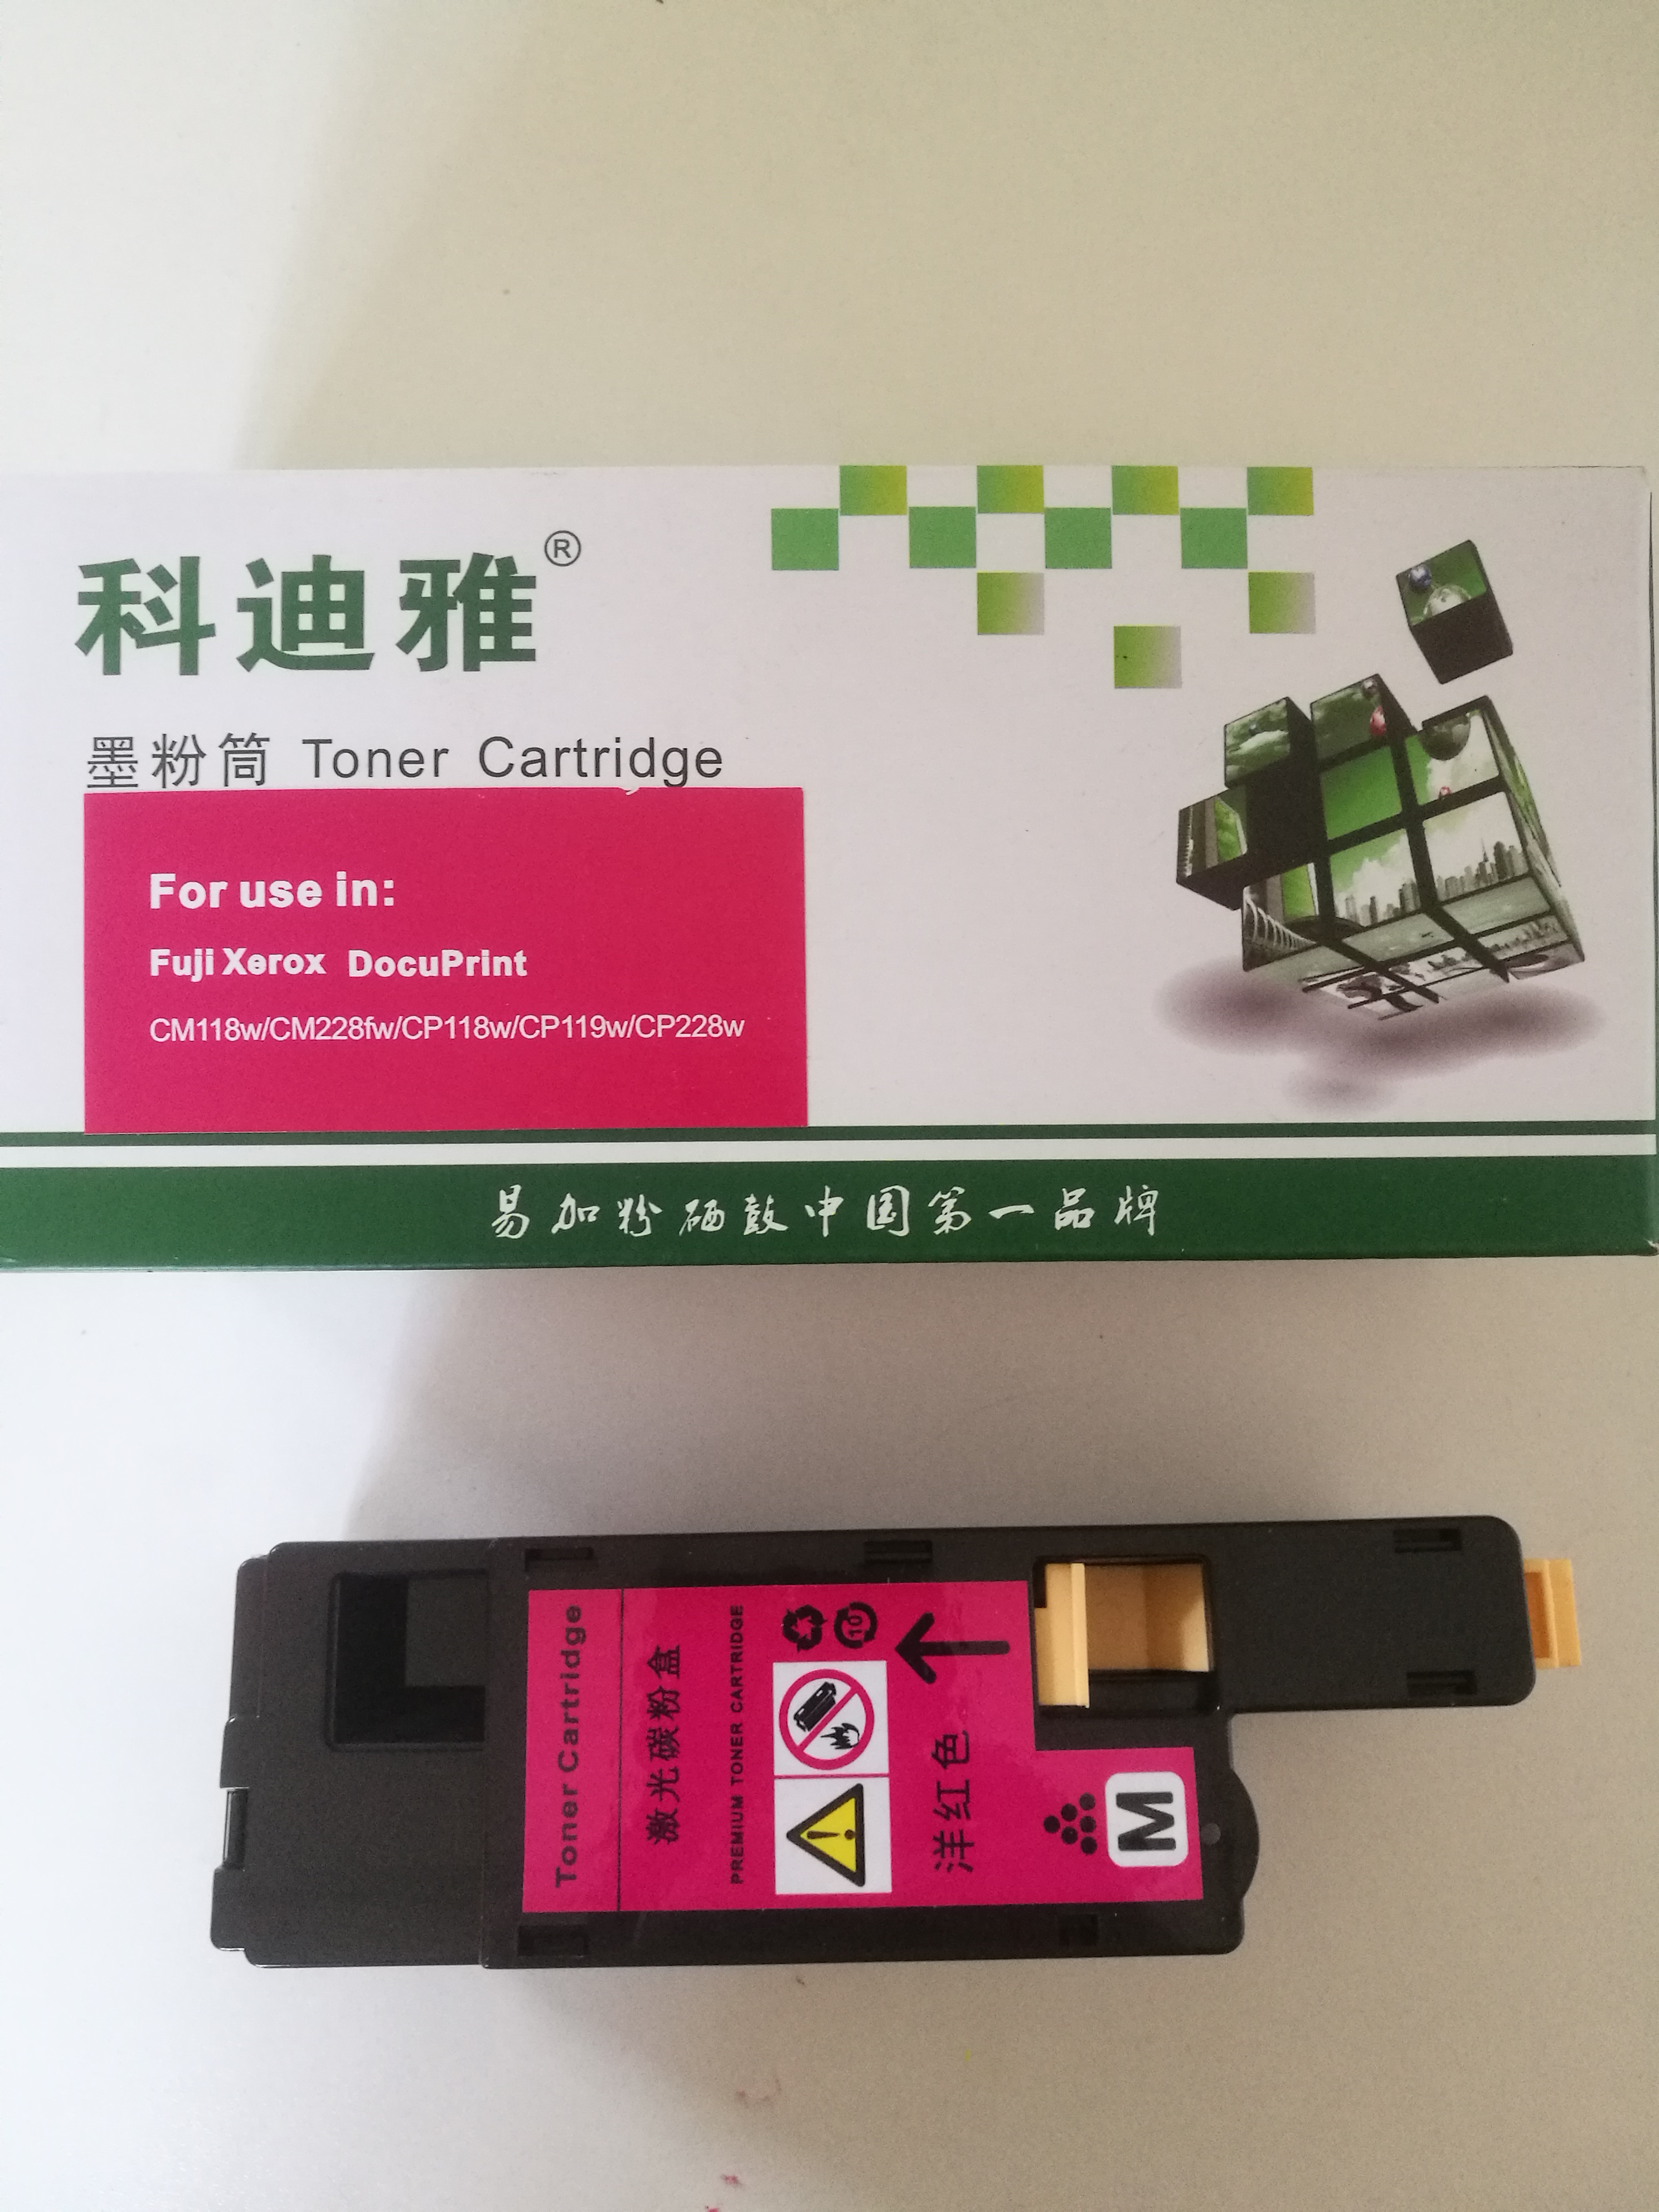 科迪雅®
墨粉筒 Toner Cartridge
For use in:
Fuji Xerox DocuPrint
CM118w/CM228fw/CP118w/CP119w/CP228w
易加粉硒鼓中国第一品牌
Toner Cartridge
激光碳粉盒
PREMIUM TONER CARTRIDGE
10
洋红色
M